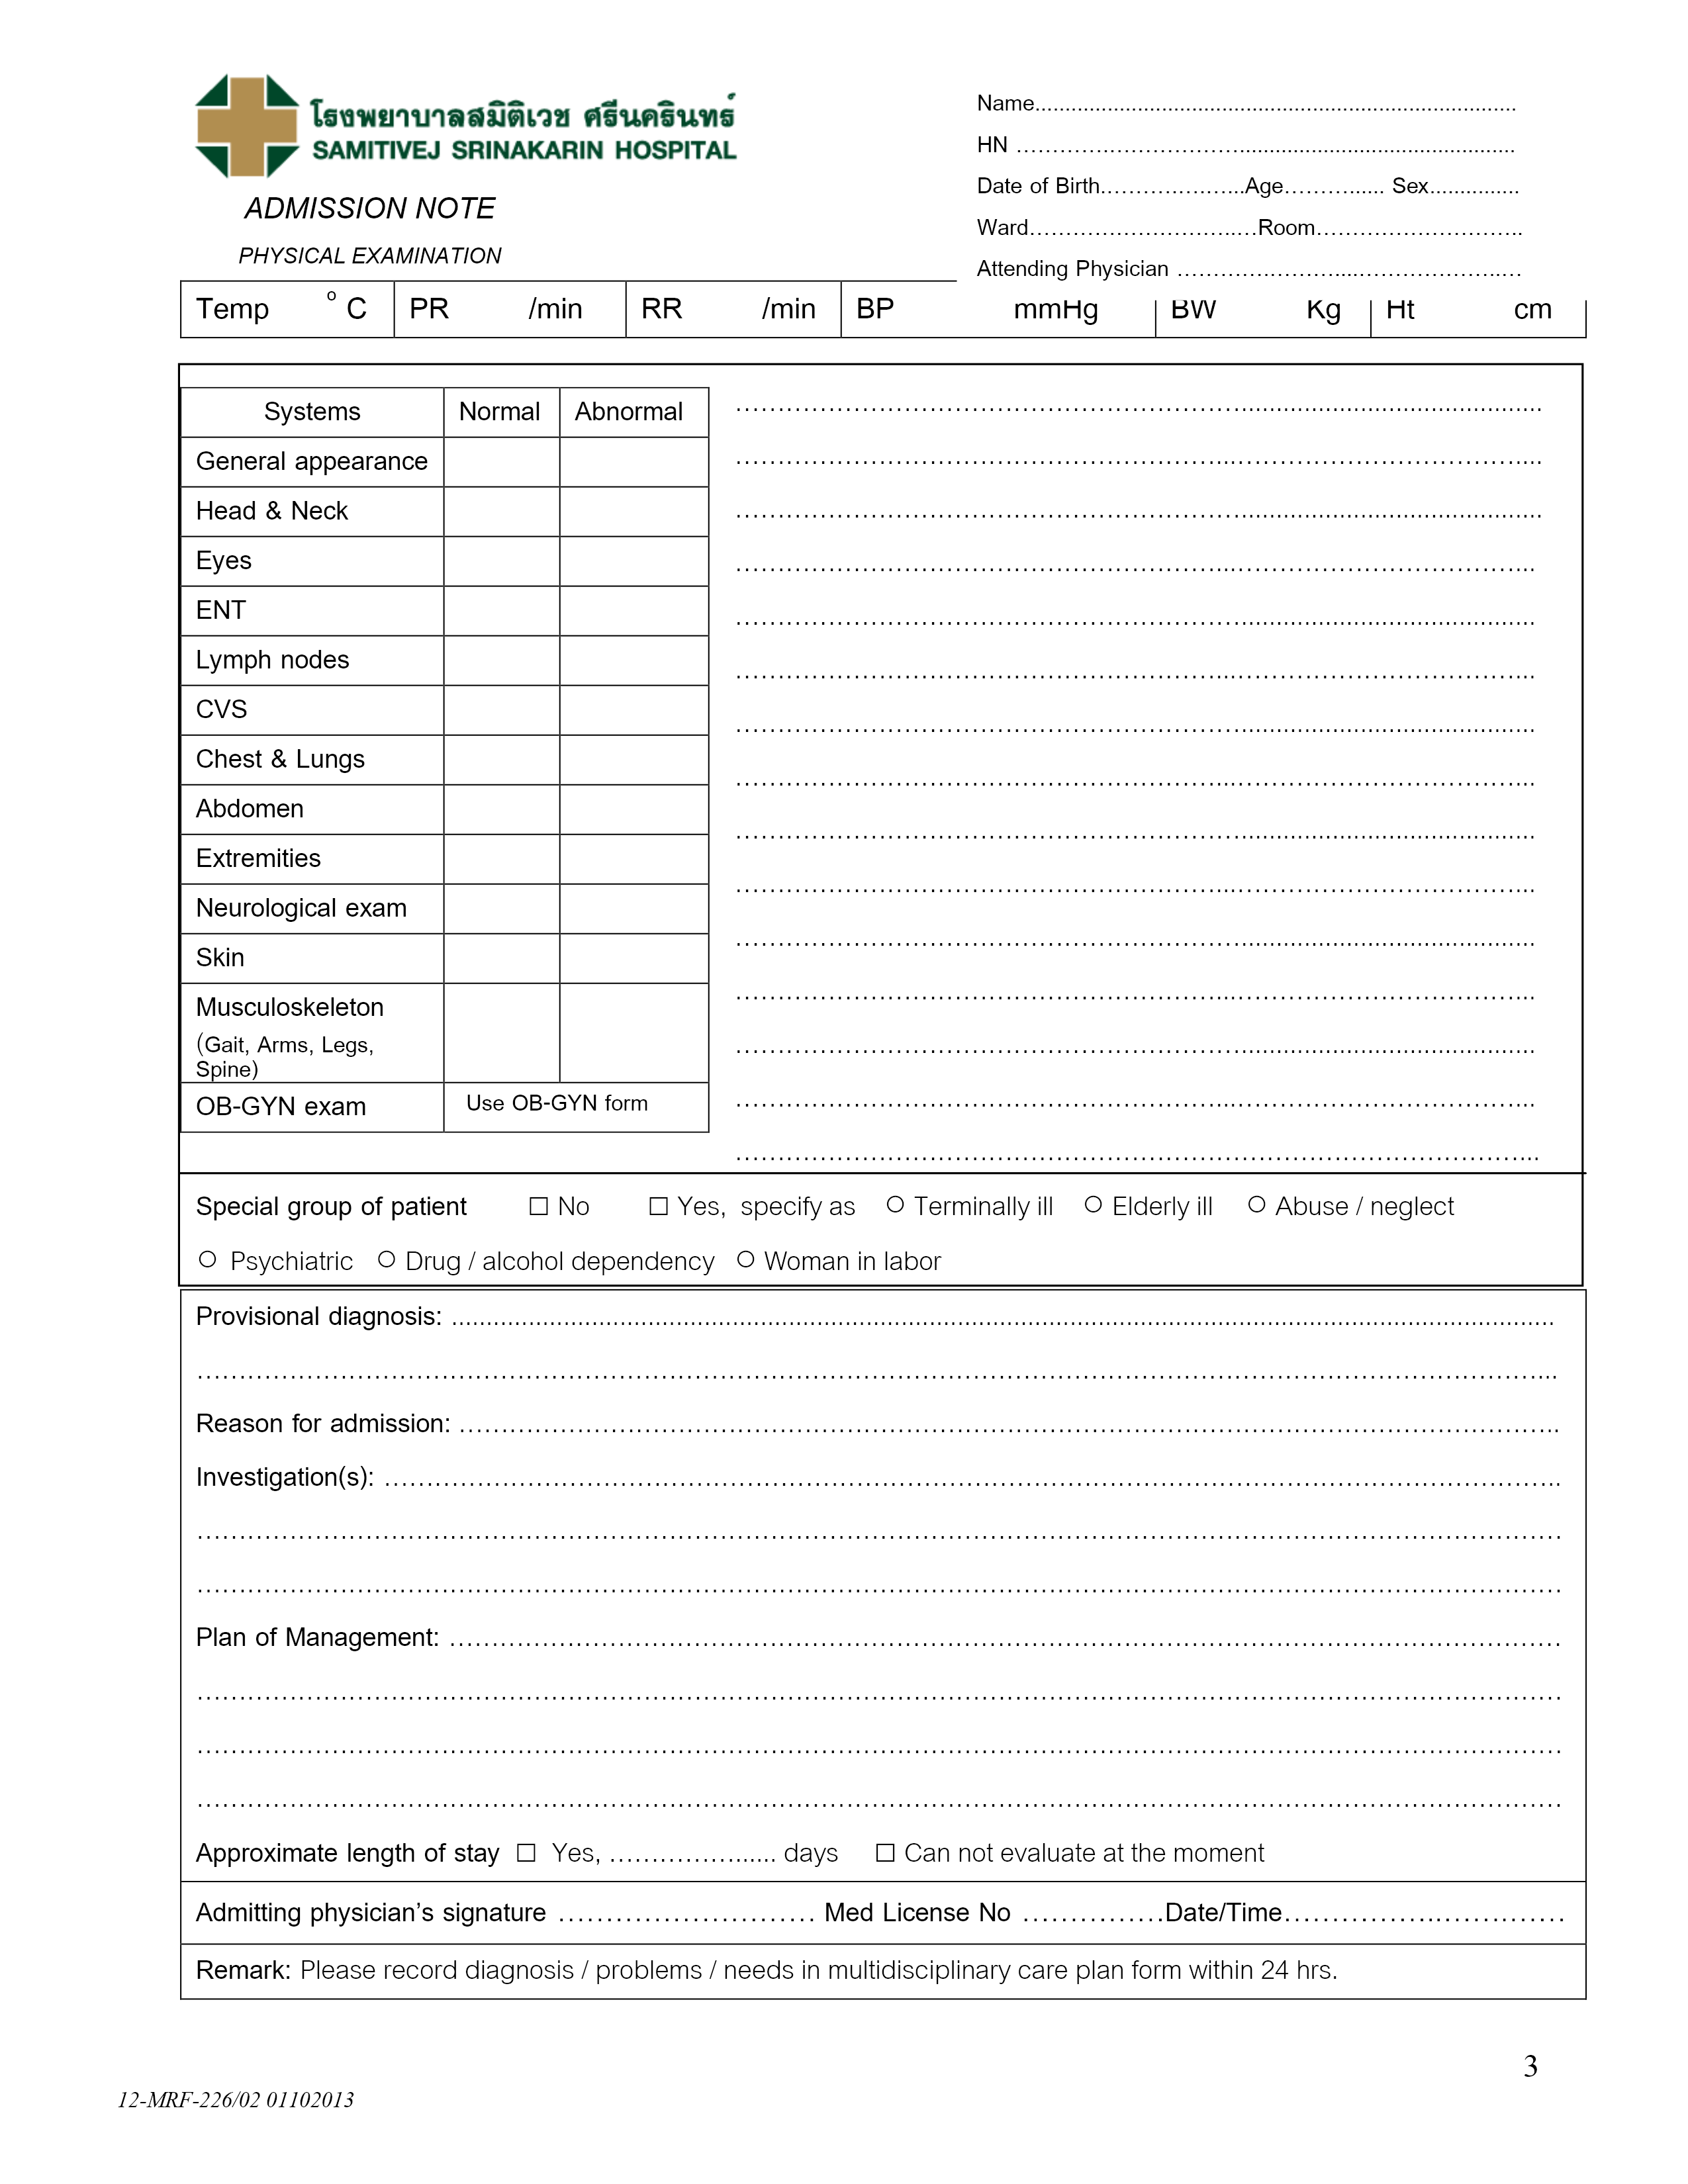 โรงพยาบาลสมิติเวช ศรีนครินทร์
SAMITIVEJ SRINAKARIN HOSPITAL
ADMISSION NOTE
PHYSICAL EXAMINATION
Name
HN
Date of Birth Age Sex
Ward Room
Attending Physician
Temp o C PR /min RR /min BP mmHg BW Kg Ht cm
Systems Normal Abnormal
General appearance
Head & Neck
Eyes
ENT
Lymph nodes
CVS
Chest & Lungs
Abdomen
Extremities
Neurological exam
Skin
Musculoskeleton
(Gait, Arms, Legs,
Spine)
OB-GYN exam Use OB-GYN form
Special group of patient □ No □ Yes, specify as ○ Terminally ill ○ Elderly ill ○ Abuse / neglect
○ Psychiatric ○ Drug / alcohol dependency ○ Woman in labor
Provisional diagnosis:
Reason for admission:
Investigation(s):
Plan of Management:
Approximate length of stay □ Yes, days □ Can not evaluate at the moment
Admitting physician’s signature Med License No Date/Time
Remark: Please record diagnosis / problems / needs in multidisciplinary care plan form within 24 hrs.
3
12-MRF-226/02 01102013